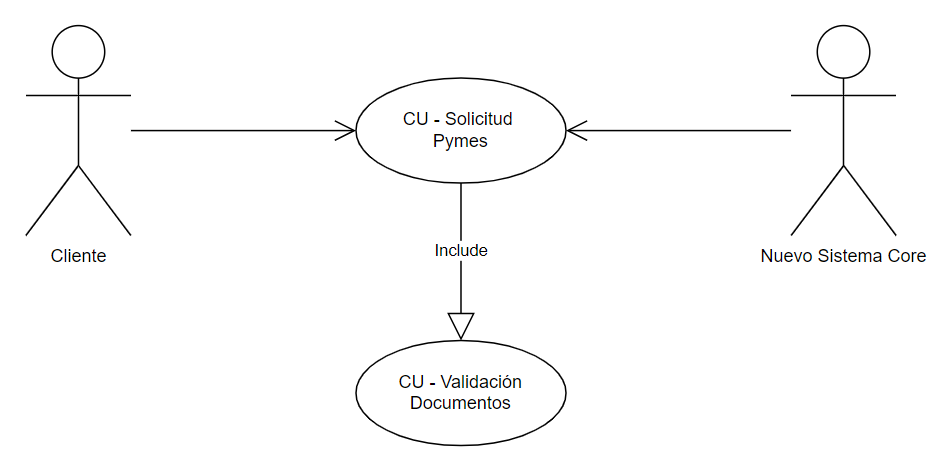 CU - Solicitud
Pymes
Include
Cliente
Nuevo Sistema Core
CU - Validación
Documentos